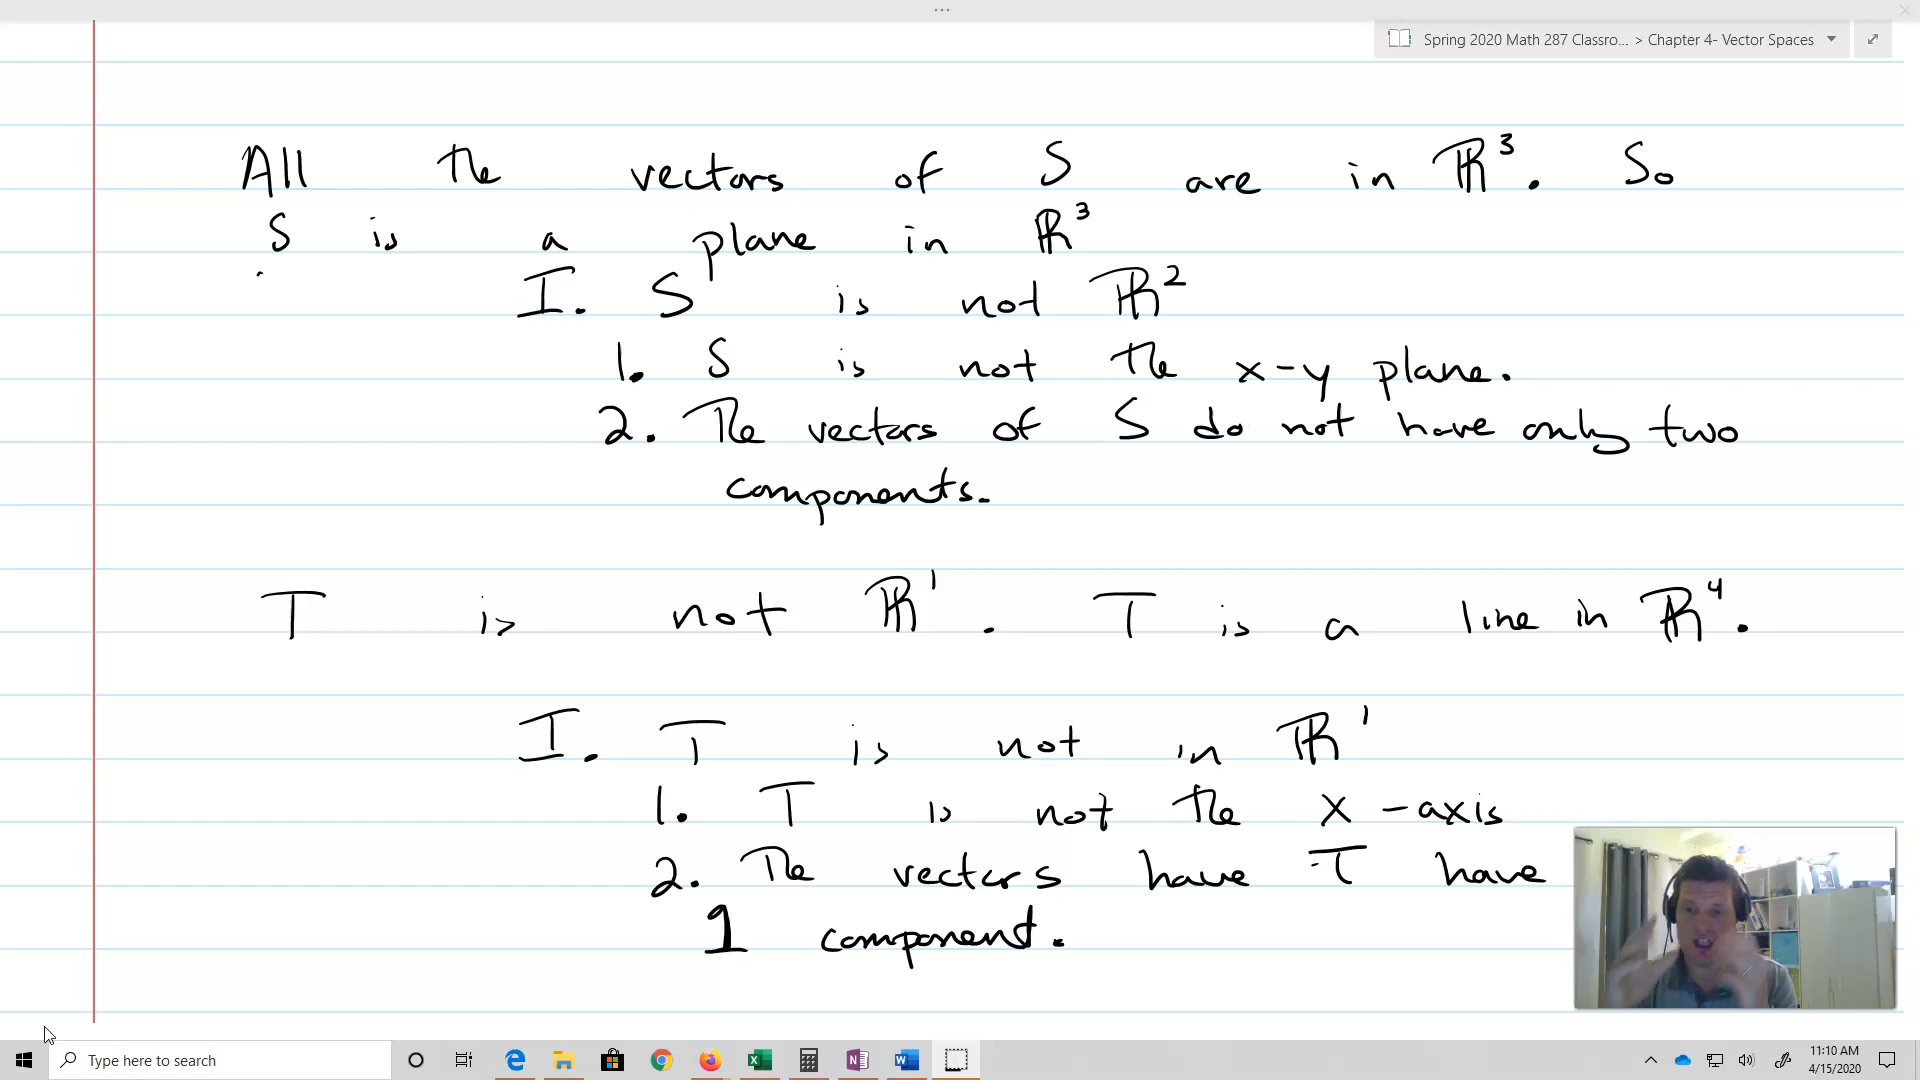 Spring 2020 Math 287 Classro... > Chapter 4- Vector Spaces
All the vectors of S are in ℝ³. So
S is a plane in ℝ³
I. S is not ℝ²
1. S is not the x-y plane.
2. The vectors of S do not have only two
components.
T is not ℝ¹. T is a line in ℝ⁴.
I. T is not in ℝ¹
1. T is not the X-axis
2. The vectors have T have
1 component.
Type here to search
11:10 AM
4/15/2020